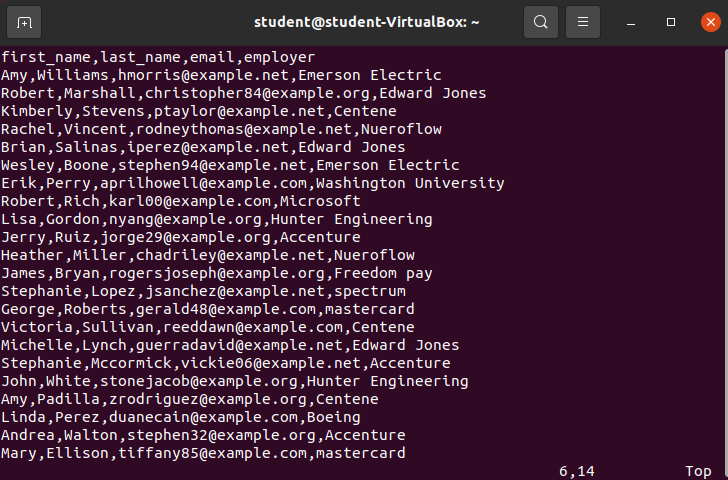 student@student-VirtualBox: ~
first_name,last_name,email,employer
Amy,Williams,hmorris@example.net,Emerson Electric
Robert,Marshall,christopher84@example.org,Edward Jones
Kimberly,Stevens,ptaylor@example.net,Centene
Rachel,Vincent,rodneythomas@example.net,Nueroflow
Brian,Salinas,iperez@example.net,Edward Jones
Wesley,Boone,stephen94@example.net,Emerson Electric
Erik,Perry,aprilhowell@example.com,Washington University
Robert,Rich,karl00@example.com,Microsoft
Lisa,Gordon,nyang@example.org,Hunter Engineering
Jerry,Ruiz,jorge29@example.org,Accenture
Heather,Miller,chadriley@example.net,Nueroflow
James,Bryan,rogersjoseph@example.org,Freedom pay
Stephanie,Lopez,jsanchez@example.net,spectrum
George,Roberts,gerald48@example.com,mastercard
Victoria,Sullivan,reeddawn@example.com,Centene
Michelle,Lynch,guerradavid@example.net,Edward Jones
Stephanie,Mccormick,vickie06@example.net,Accenture
John,White,stonejacob@example.org,Hunter Engineering
Amy,Padilla,zrodriguez@example.org,Centene
Linda,Perez,duanecain@example.com,Boeing
Andrea,Walton,stephen32@example.org,Accenture
Mary,Ellison,tiffany85@example.com,mastercard
6,14 Top